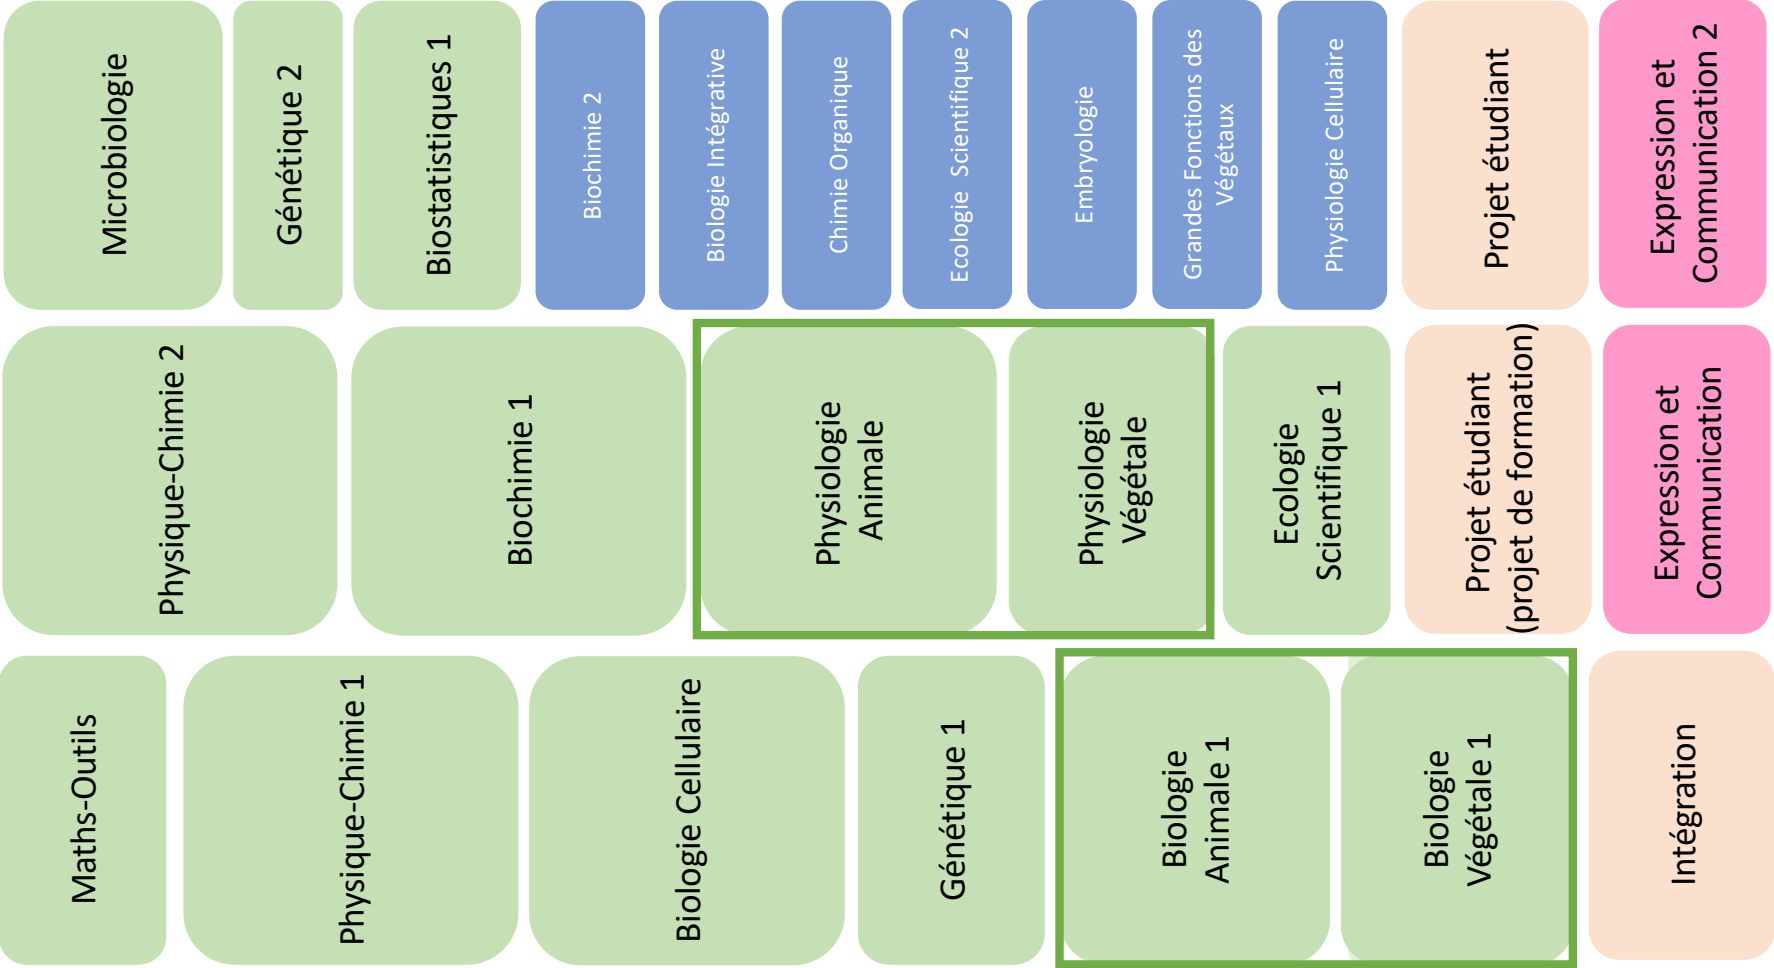 Maths-Outils
Physique-Chimie 1
Biologie Cellulaire
Génétique 1
Biologie
Animale 1
Biologie
Végétale 1
Intégration
Physique-Chimie 2
Biochimie 1
Physiologie
Animale
Physiologie
Végétale
Ecologie
Scientifique 1
Projet étudiant
(projet de formation)
Expression et
Communication
Microbiologie
Génétique 2
Biostatistiques 1
Biochimie 2
Biologie Intégrative
Chimie Organique
Ecologie Scientifique 2
Embryologie
Grandes Fonctions des
Végétaux
Physiologie Cellulaire
Projet étudiant
Expression et
Communication 2